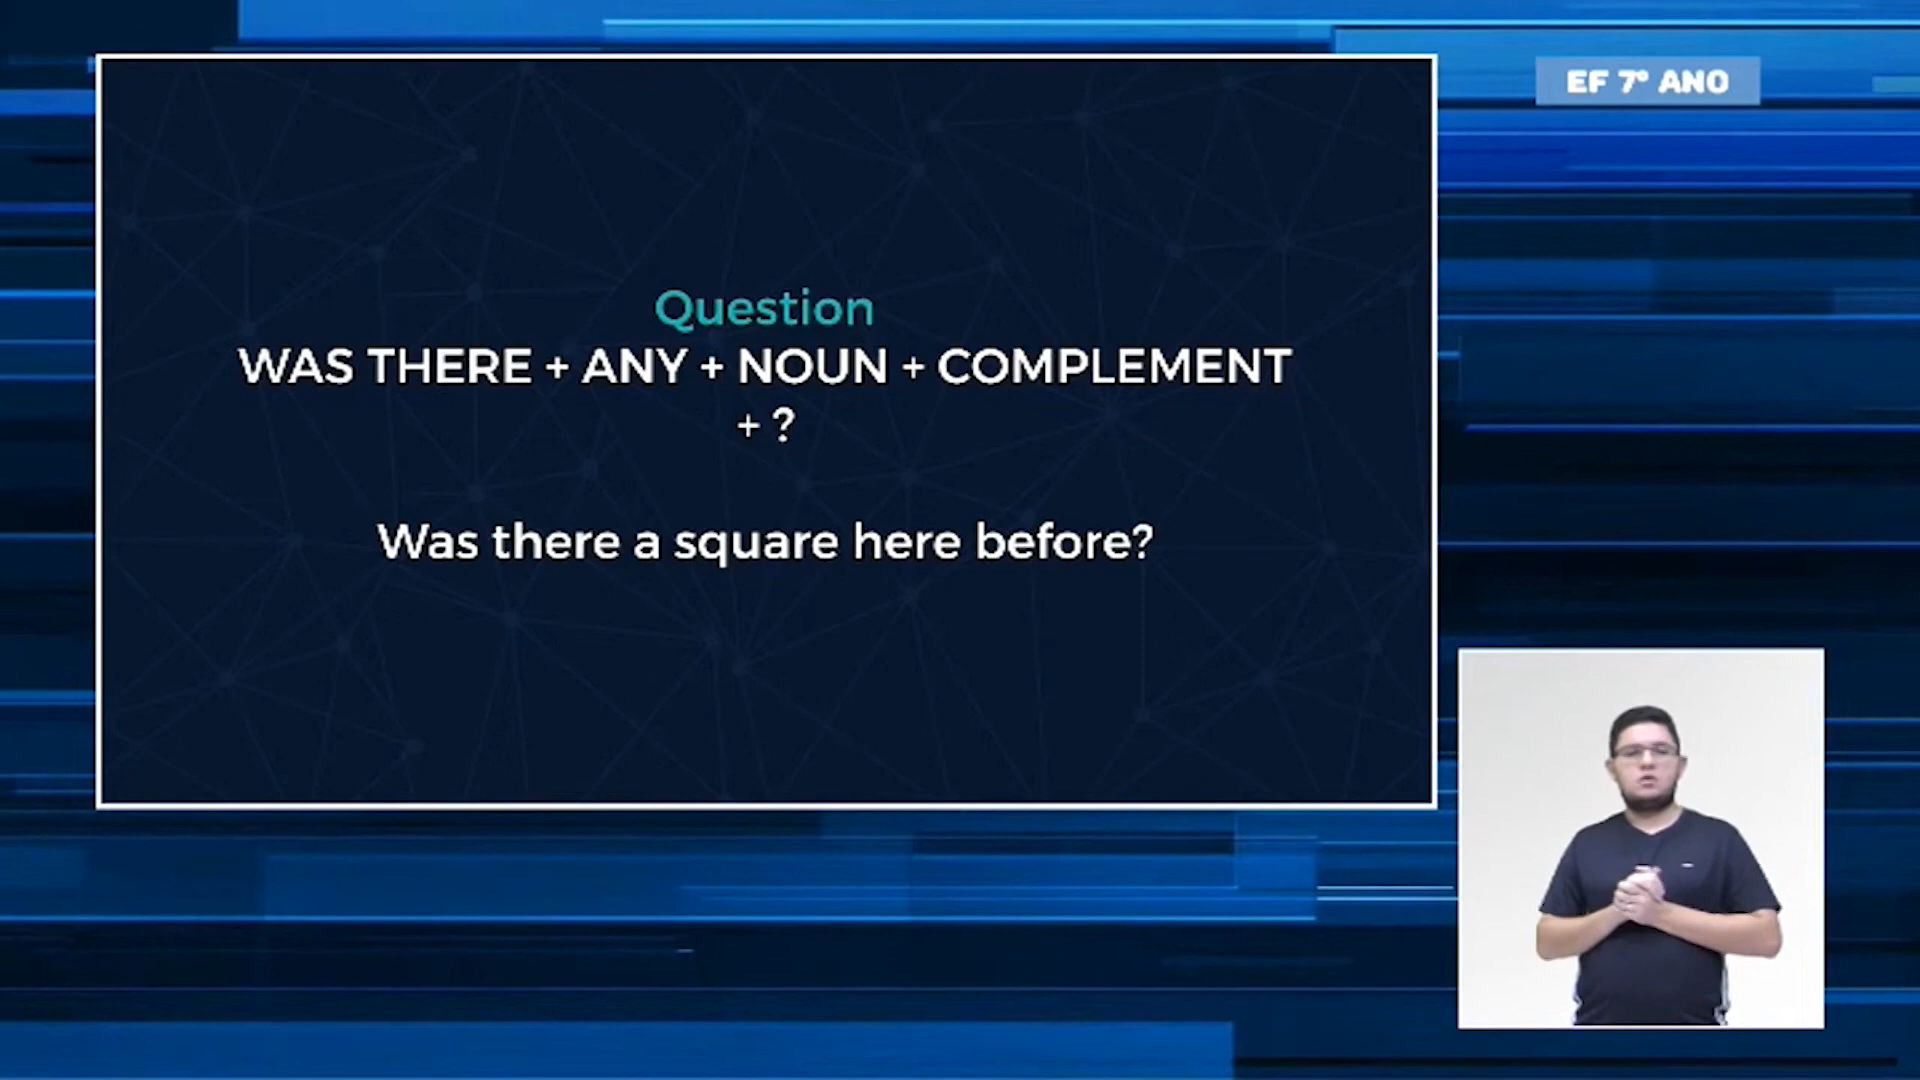 EF 7º ANO
Question
WAS THERE + ANY + NOUN + COMPLEMENT
+ ?
Was there a square here before?